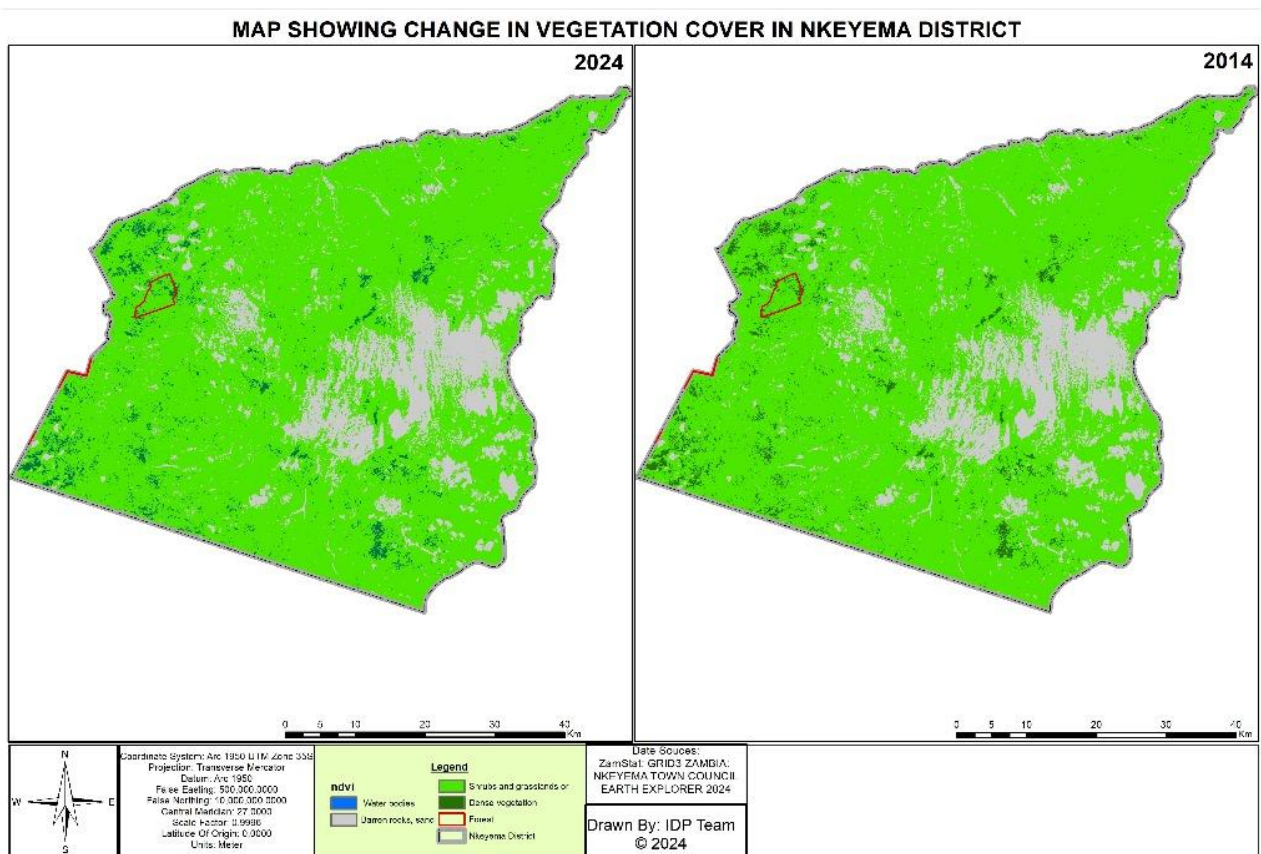 MAP SHOWING CHANGE IN VEGETATION COVER IN NKEYEMA DISTRICT
2024
2014
0 5 10 20 30 40
Km
0 5 10 20 30 40
Km
N
W E
S
Coordinate System: Arc 1950 UTM Zone 35S
Projection: Transverse Mercator
Datum: Arc 1950
False Easting: 500,000.0000
False Northing: 10,000,000.0000
Central Meridian: 27.0000
Scale Factor: 0.9996
Latitude Of Origin: 0.0000
Units: Meter
Legend
ndvi
Water bodies
Barren rocks, sand
Shrubs and grasslands or
Dense vegetation
Forest
Nkeyema District
Date Souces:
ZamStat: GRID3 ZAMBIA:
NKEYEMA TOWN COUNCIL
EARTH EXPLORER 2024
Drawn By: IDP Team
© 2024